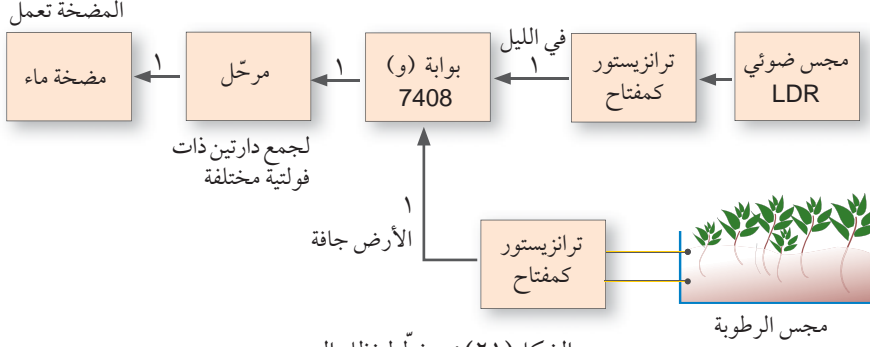 المضخة تعمل
مجس ضوئي
LDR
ترانزيستور
كمفتاح
في الليل
١
بوابة (و)
7408
١
مرحّل
١
مضخة ماء
لجمع دارتين ذات
فولتية مختلفة
١
الأرض جافة
ترانزيستور
كمفتاح
مجس الرطوبة